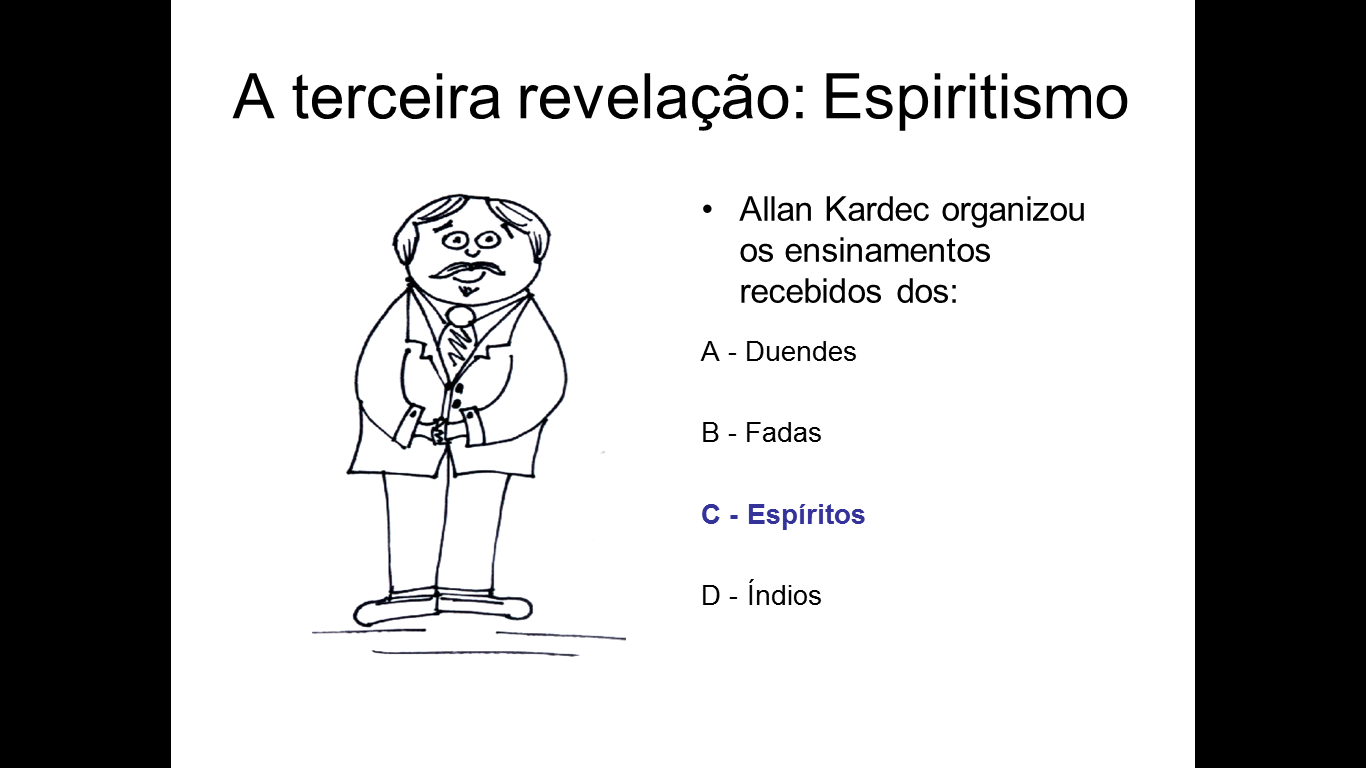 A terceira revelação: Espiritismo
• Allan Kardec organizou
os ensinamentos
recebidos dos:
A - Duendes
B - Fadas
C - Espíritos
D - Índios